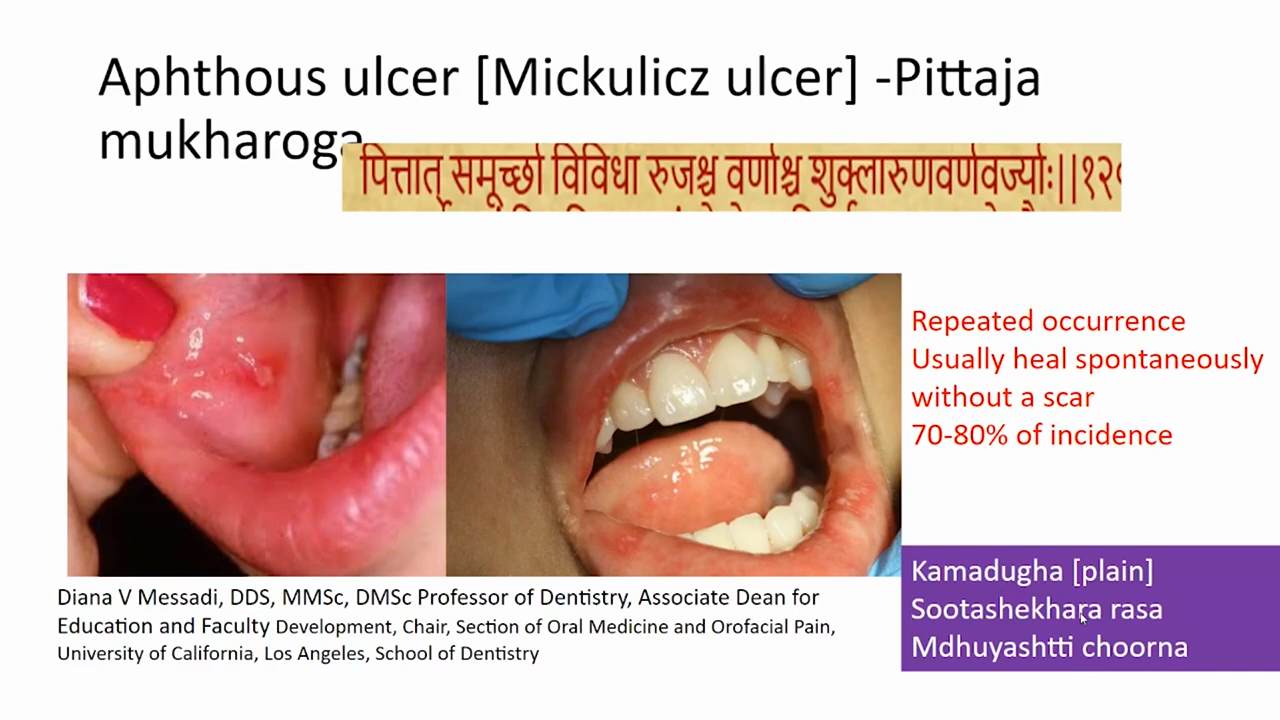 Aphthous ulcer [Mickulicz ulcer] -Pittaja
mukharoga
पित्तात् समूर्च्छा विविधा रुजश्च वर्णाश्च शुक्लारुणवर्णवर्ज्याः||१२
Repeated occurrence
Usually heal spontaneously
without a scar
70-80% of incidence
Diana V Messadi, DDS, MMSc, DMSc Professor of Dentistry, Associate Dean for
Education and Faculty Development, Chair, Section of Oral Medicine and Orofacial Pain,
University of California, Los Angeles, School of Dentistry
Kamadugha [plain]
Sootashekhara rasa
Mdhuyashtti choorna